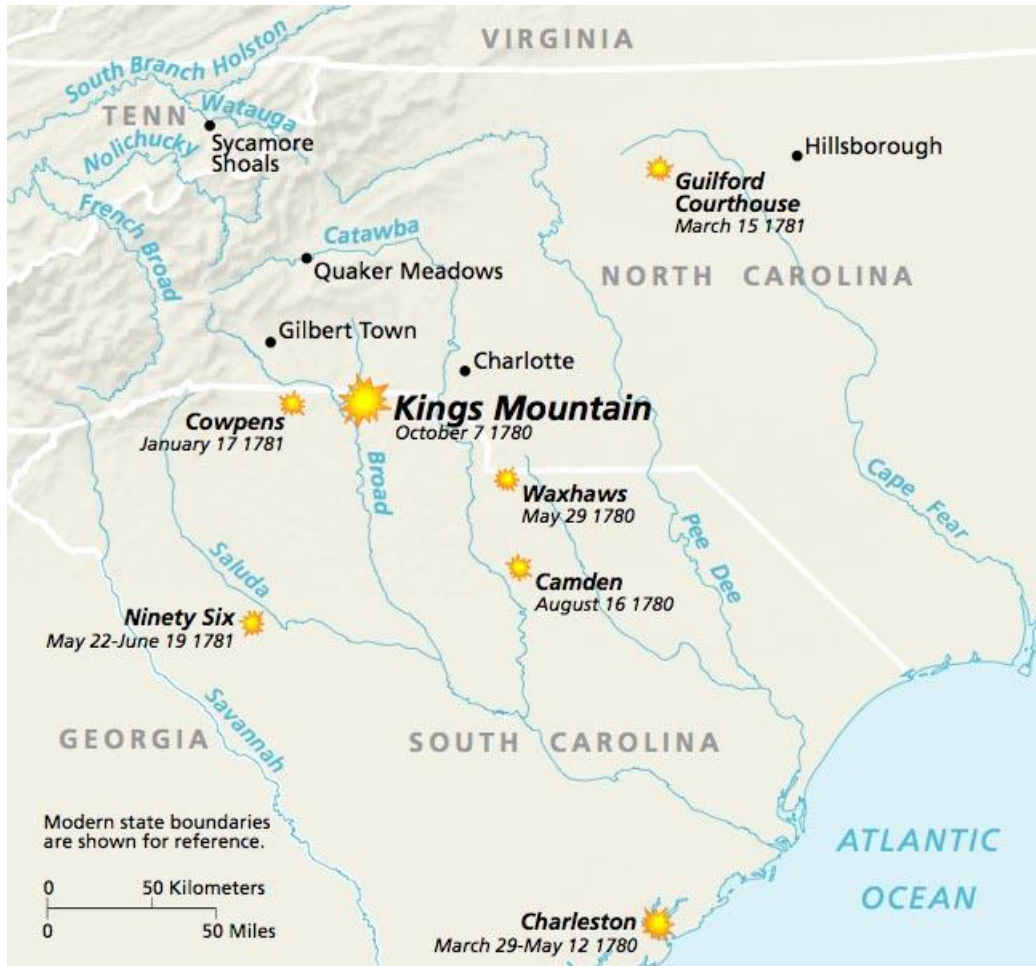 VIRGINIA
South Branch Holston
TENN
Watauga
Nolichucky
Sycamore
Shoals
Hillsborough
Guilford
Courthouse
March 15 1781
French Broad
Catawba
Quaker Meadows
NORTH CAROLINA
Gilbert Town
Charlotte
Kings Mountain
October 7 1780
Cowpens
January 17 1781
Broad
Waxhaws
May 29 1780
Pee Dee
Cape Fear
Saluda
Camden
August 16 1780
Ninety Six
May 22-June 19 1781
Savannah
GEORGIA
SOUTH CAROLINA
Modern state boundaries
are shown for reference.
0 50 Kilometers
0 50 Miles
ATLANTIC
OCEAN
Charleston
March 29-May 12 1780